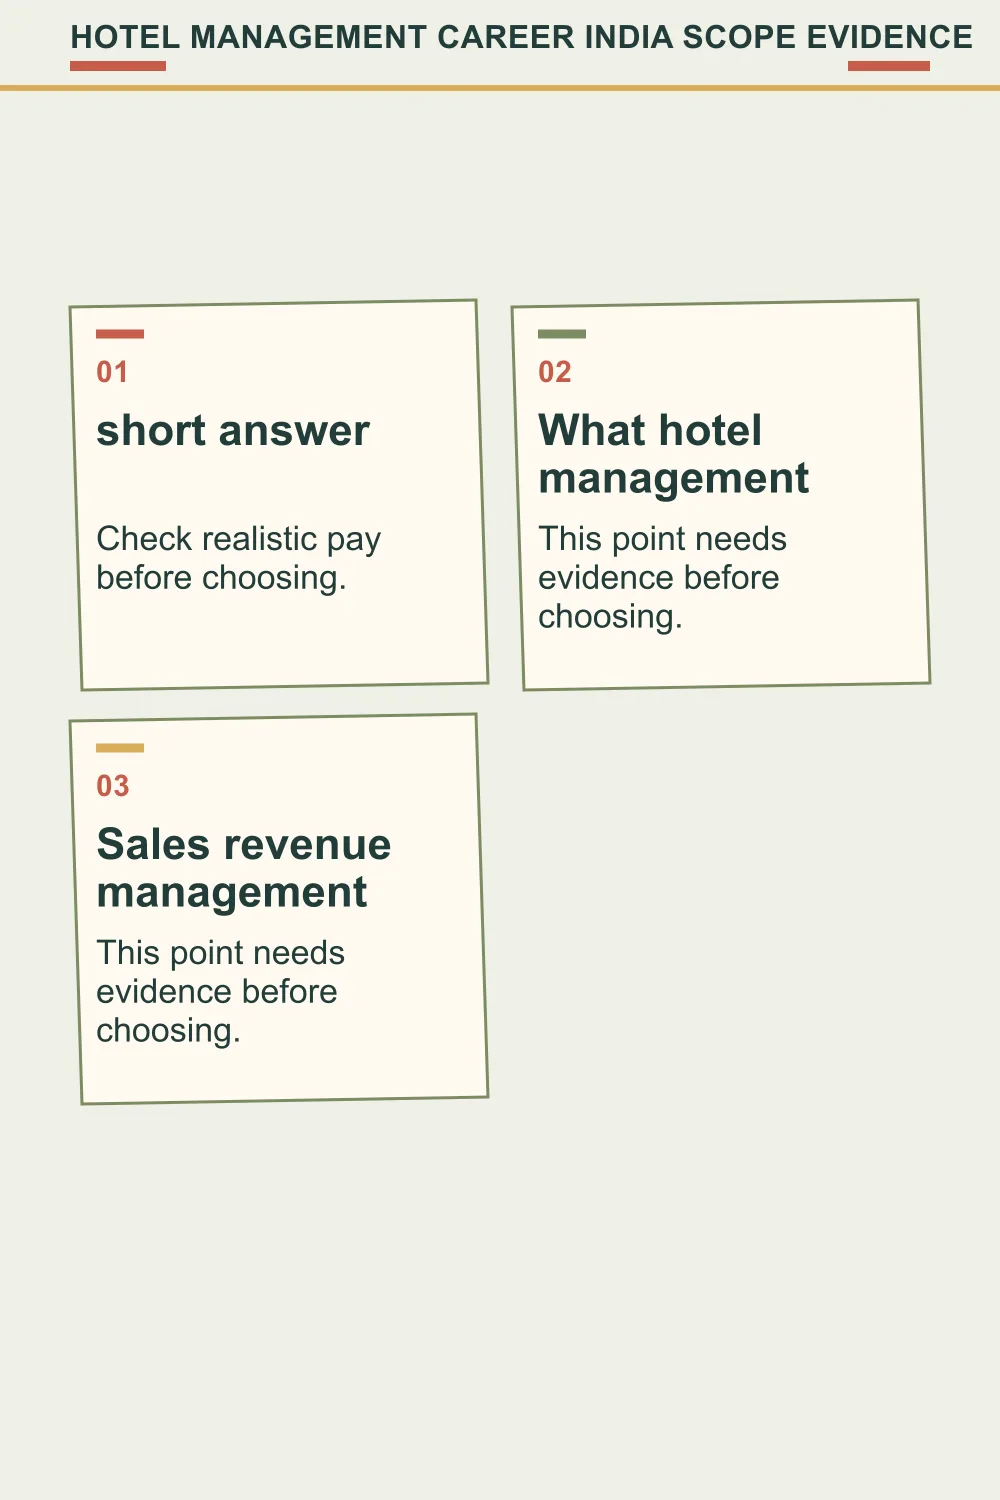 HOTEL MANAGEMENT CAREER INDIA SCOPE EVIDENCE
01
short answer
Check realistic pay
before choosing.
02
What hotel
management
This point needs
evidence before
choosing.
03
Sales revenue
management
This point needs
evidence before
choosing.